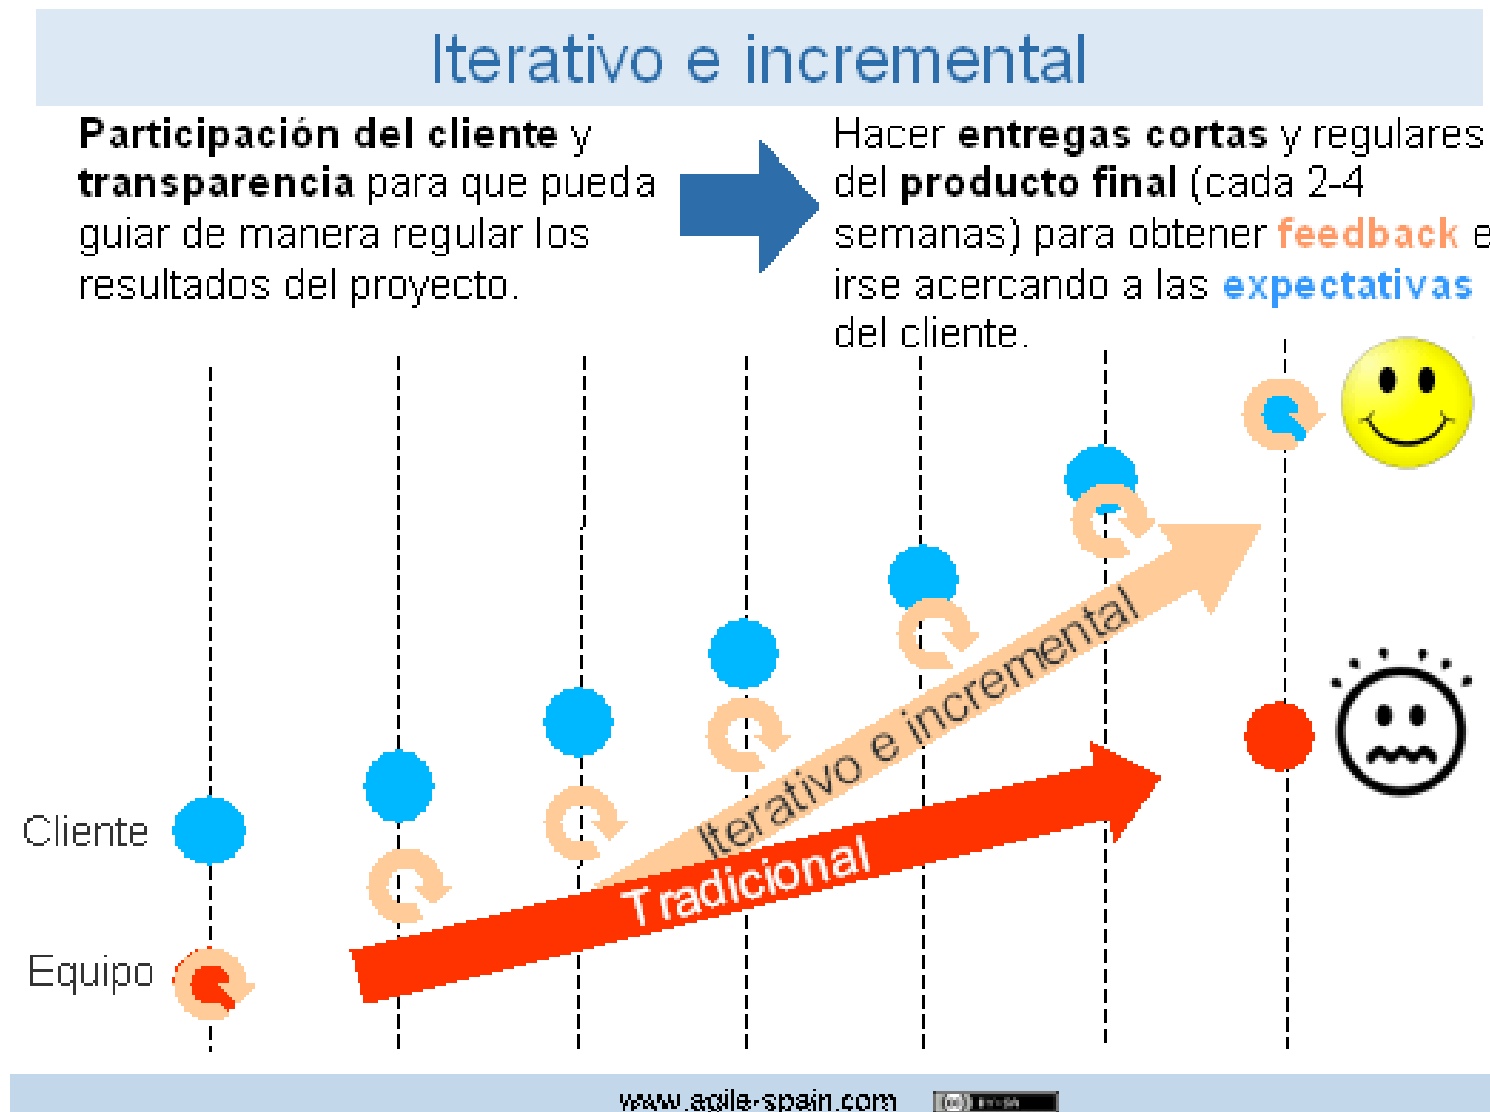 Iterativo e incremental
Participación del cliente y
transparencia para que pueda
guiar de manera regular los
resultados del proyecto.
Hacer entregas cortas y regulares
del producto final (cada 2-4
semanas) para obtener feedback e
irse acercando a las expectativas
del cliente.
Iterativo e incremental
Tradicional
Cliente
Equipo
www.agile-spain.com